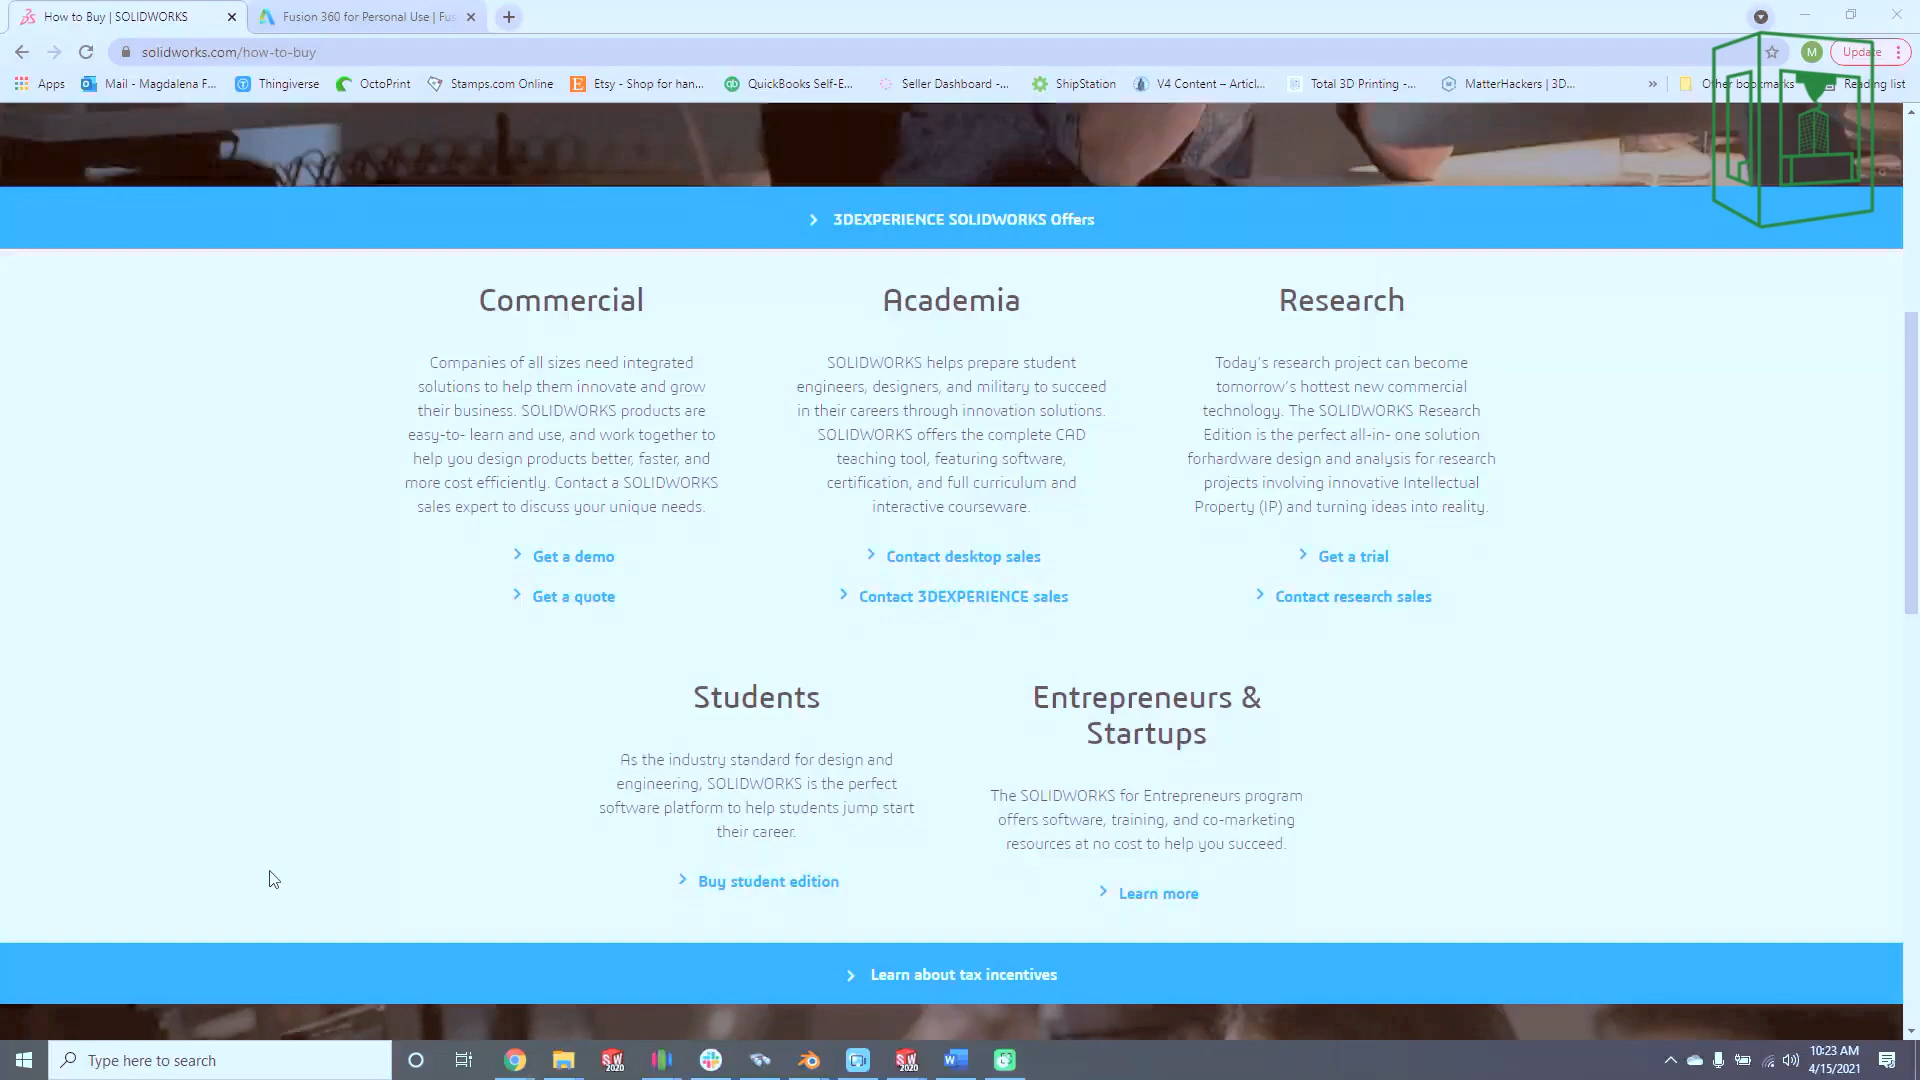 How to Buy | SOLIDWORKS
Fusion 360 for Personal Use | Fus
solidworks.com/how-to-buy
M
Update
Apps
Mail - Magdalena F...
Thingiverse
OctoPrint
Stamps.com Online
Etsy - Shop for han...
QuickBooks Self-E...
Seller Dashboard -...
ShipStation
V4 Content – Articl...
Total 3D Printing -...
MatterHackers | 3D...
»
Other bookmarks
Reading list
3DEXPERIENCE SOLIDWORKS Offers
Commercial
Companies of all sizes need integrated
solutions to help them innovate and grow
their business. SOLIDWORKS products are
easy-to- learn and use, and work together to
help you design products better, faster, and
more cost efficiently. Contact a SOLIDWORKS
sales expert to discuss your unique needs.
Get a demo
Get a quote
Academia
SOLIDWORKS helps prepare student
engineers, designers, and military to succeed
in their careers through innovation solutions.
SOLIDWORKS offers the complete CAD
teaching tool, featuring software,
certification, and full curriculum and
interactive courseware.
Contact desktop sales
Contact 3DEXPERIENCE sales
Research
Today's research project can become
tomorrow's hottest new commercial
technology. The SOLIDWORKS Research
Edition is the perfect all-in- one solution
forhardware design and analysis for research
projects involving innovative Intellectual
Property (IP) and turning ideas into reality.
Get a trial
Contact research sales
Students
As the industry standard for design and
engineering, SOLIDWORKS is the perfect
software platform to help students jump start
their career.
Buy student edition
Entrepreneurs &
Startups
The SOLIDWORKS for Entrepreneurs program
offers software, training, and co-marketing
resources at no cost to help you succeed.
Learn more
Learn about tax incentives
Type here to search
SW
2020
SW
2020
W
10:23 AM
4/15/2021